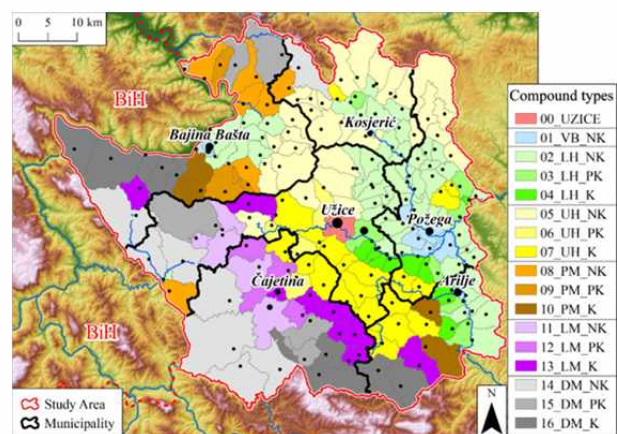 0 10 20 km
BiH
Bajina Bašta
Kosjerić
Užice
Požega
Čajetina
Arilje
BiH
Study Area
Municipality
N
Compound types
00_UZICE
01_VB_NK
02_LH_NK
03_LH_PK
04_LH_K
05_UH_NK
06_UH_PK
07_UH_K
08_PM_NK
09_PM_PK
10_PM_K
11_LM_NK
12_LM_PK
13_LM_K
14_DM_NK
15_DM_PK
16_DM_K